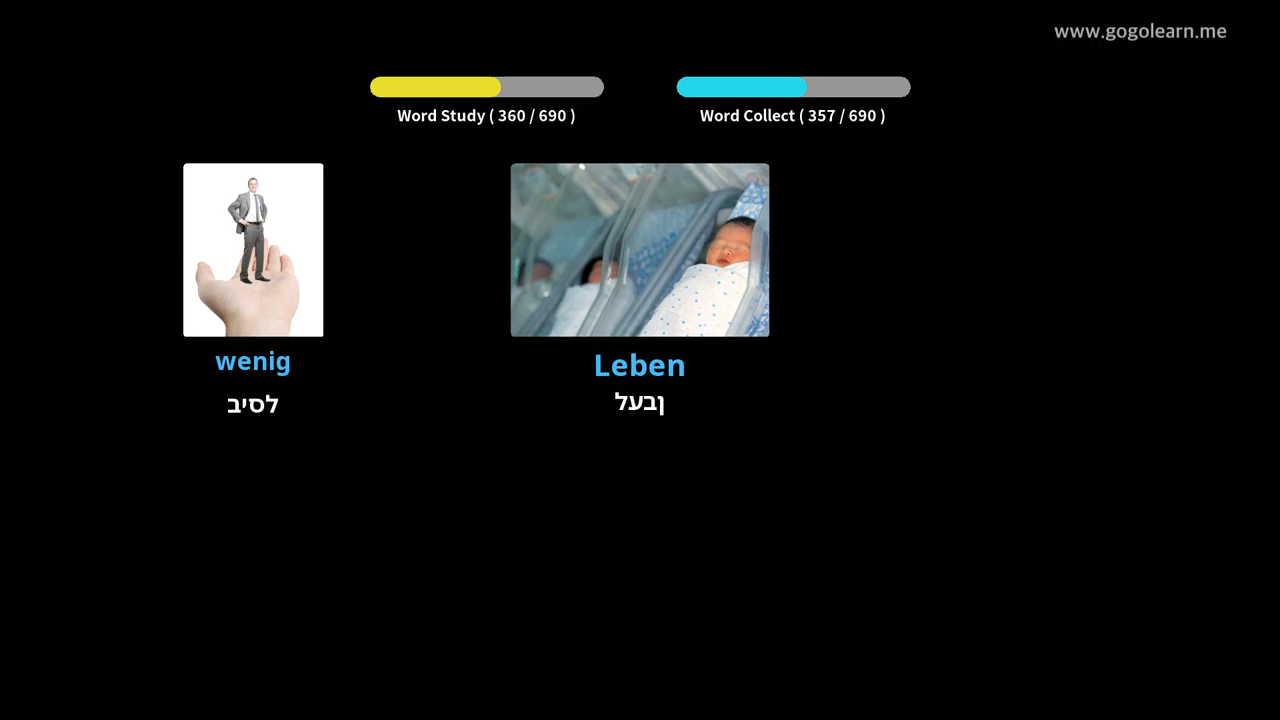 www.gogolearn.me
Word Study ( 360 / 690 )
Word Collect ( 357 / 690 )
wenig
לסיב
Leben
ןבעל